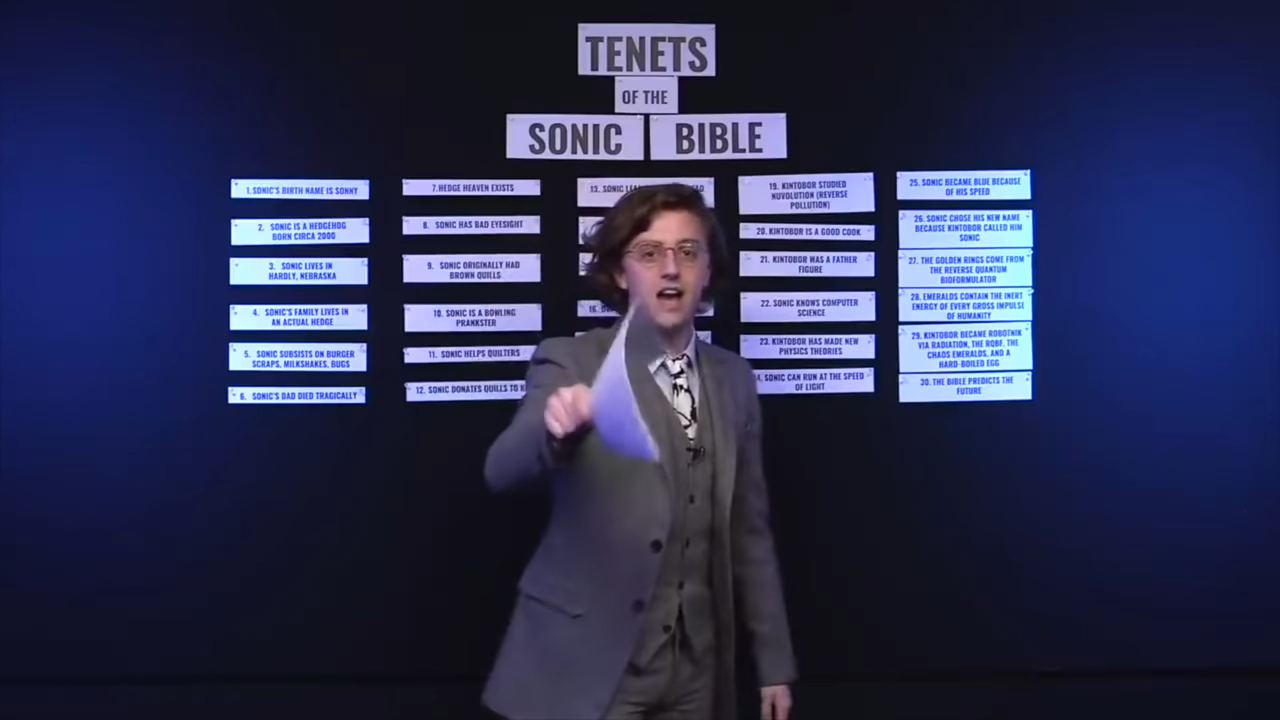 TENETS
OF THE
SONIC BIBLE
1. SONIC'S BIRTH NAME IS SONNY
2. SONIC IS A HEDGEHOG
BORN CIRCA 2000
3. SONIC LIVES IN
HARDLY, NEBRASKA
4. SONIC'S FAMILY LIVES IN
AN ACTUAL HEDGE
5. SONIC SUBSISTS ON BURGER
SCRAPS, MILKSHAKES, BUGS
6. SONIC'S DAD DIED TRAGICALLY
7. HEDGE HEAVEN EXISTS
8. SONIC HAS BAD EYESIGHT
9. SONIC ORIGINALLY HAD
BROWN QUILLS
10. SONIC IS A BOWLING
PRANKSTER
11. SONIC HELPS QUILTERS
12. SONIC DONATES QUILLS TO
13. SONIC
16.
19. KINTOBOR STUDIED
NUVOLUTION (REVERSE
POLLUTION)
20. KINTOBOR IS A GOOD COOK
21. KINTOBOR WAS A FATHER
FIGURE
22. SONIC KNOWS COMPUTER
SCIENCE
23. KINTOBOR HAS MADE NEW
PHYSICS THEORIES
4. SONIC CAN RUN AT THE SPEED
OF LIGHT
25. SONIC BECAME BLUE BECAUSE
OF HIS SPEED
26. SONIC CHOSE HIS NEW NAME
BECAUSE KINTOBOR CALLED HIM
SONIC
27. THE GOLDEN RINGS COME FROM
THE REVERSE QUANTUM
BIOFORMULATOR
28. EMERALDS CONTAIN THE INERT
ENERGY OF EVERY GROSS IMPULSE
OF HUMANITY
29. KINTOBOR BECAME ROBOTNIK
VIA RADIATION, THE RQBF, THE
CHAOS EMERALDS, AND A
HARD-BOILED EGG
30. THE BIBLE PREDICTS THE
FUTURE